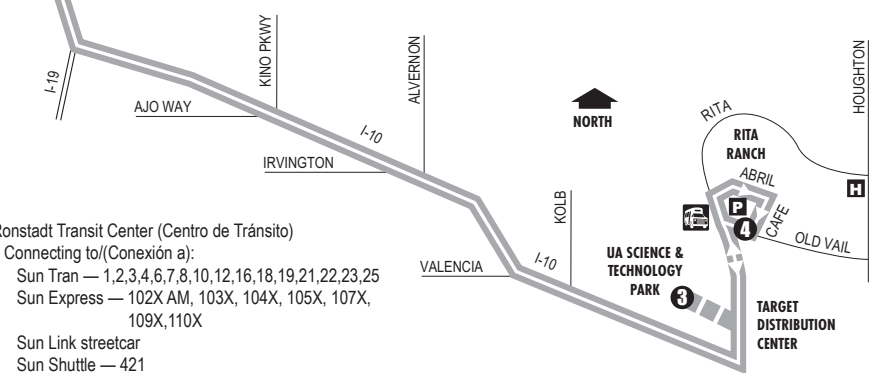 I-19
AJO WAY
KINO PKWY
I-10
IRVINGTON
ALVERNON
NORTH
KOLB
VALENCIA
I-10
RITA
RITA
RANCH
ABRIL
CAFE
OLD VAIL
HOUGHTON
H
P
4
UA SCIENCE &
TECHNOLOGY
PARK
3
TARGET
DISTRIBUTION
CENTER
Ronstadt Transit Center (Centro de Tránsito)
Connecting to/(Conexión a):
Sun Tran — 1,2,3,4,6,7,8,10,12,16,18,19,21,22,23,25
Sun Express — 102X AM, 103X, 104X, 105X, 107X,
109X,110X
Sun Link streetcar
Sun Shuttle — 421